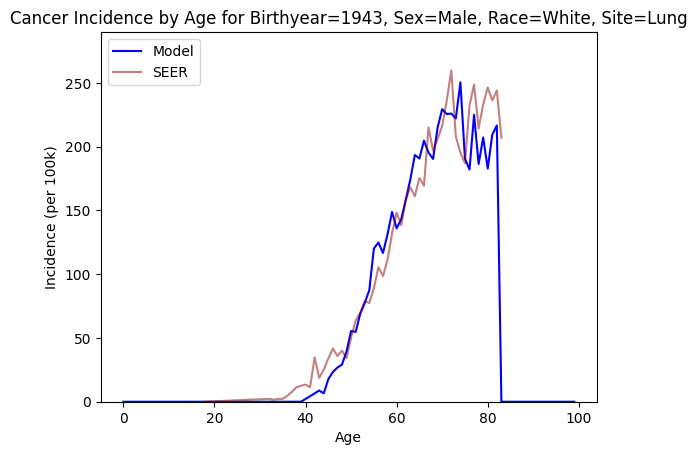 Cancer Incidence by Age for Birthyear=1943, Sex=Male, Race=White, Site=Lung
Model
SEER
Incidence (per 100k)
250
200
150
100
50
0
0 20 40 60 80 100
Age